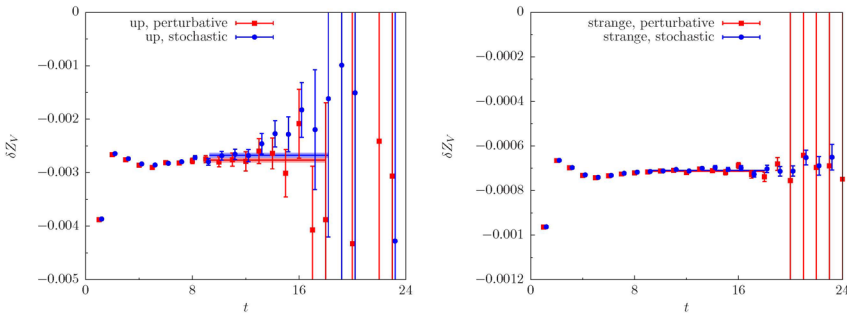 0
−0.001
−0.002
−0.003
−0.004
−0.005
δZ_V
up, perturbative
up, stochastic
0 8 16 24
t
0
−0.0002
−0.0004
−0.0006
−0.0008
−0.001
−0.0012
δZ_V
strange, perturbative
strange, stochastic
0 8 16 24
t